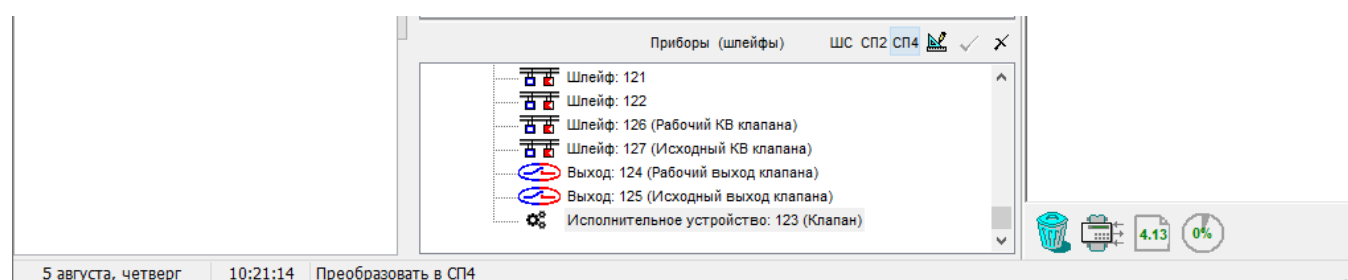 Приборы (шлейфы) ШС СП2 СП4
Шлейф: 121
Шлейф: 122
Шлейф: 126 (Рабочий КВ клапана)
Шлейф: 127 (Исходный КВ клапана)
Выход: 124 (Рабочий выход клапана)
Выход: 125 (Исходный выход клапана)
Исполнительное устройство: 123 (Клапан)
4.13 0%
5 августа, четверг 10:21:14 Преобразовать в СП4